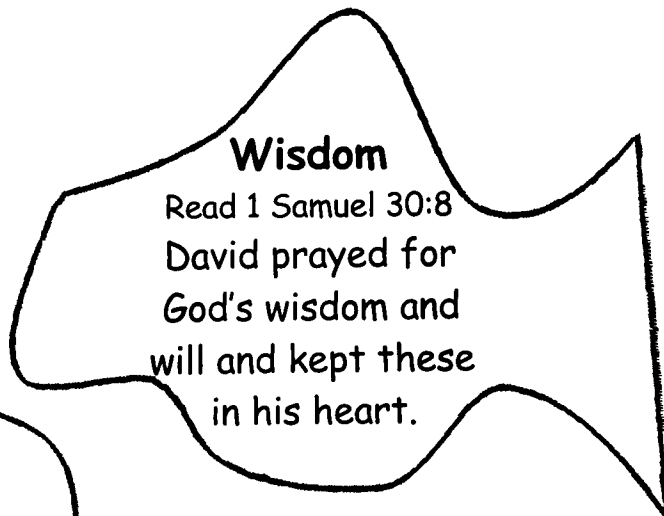 Wisdom
Read 1 Samuel 30:8
David prayed for
God's wisdom and
will and kept these
in his heart.